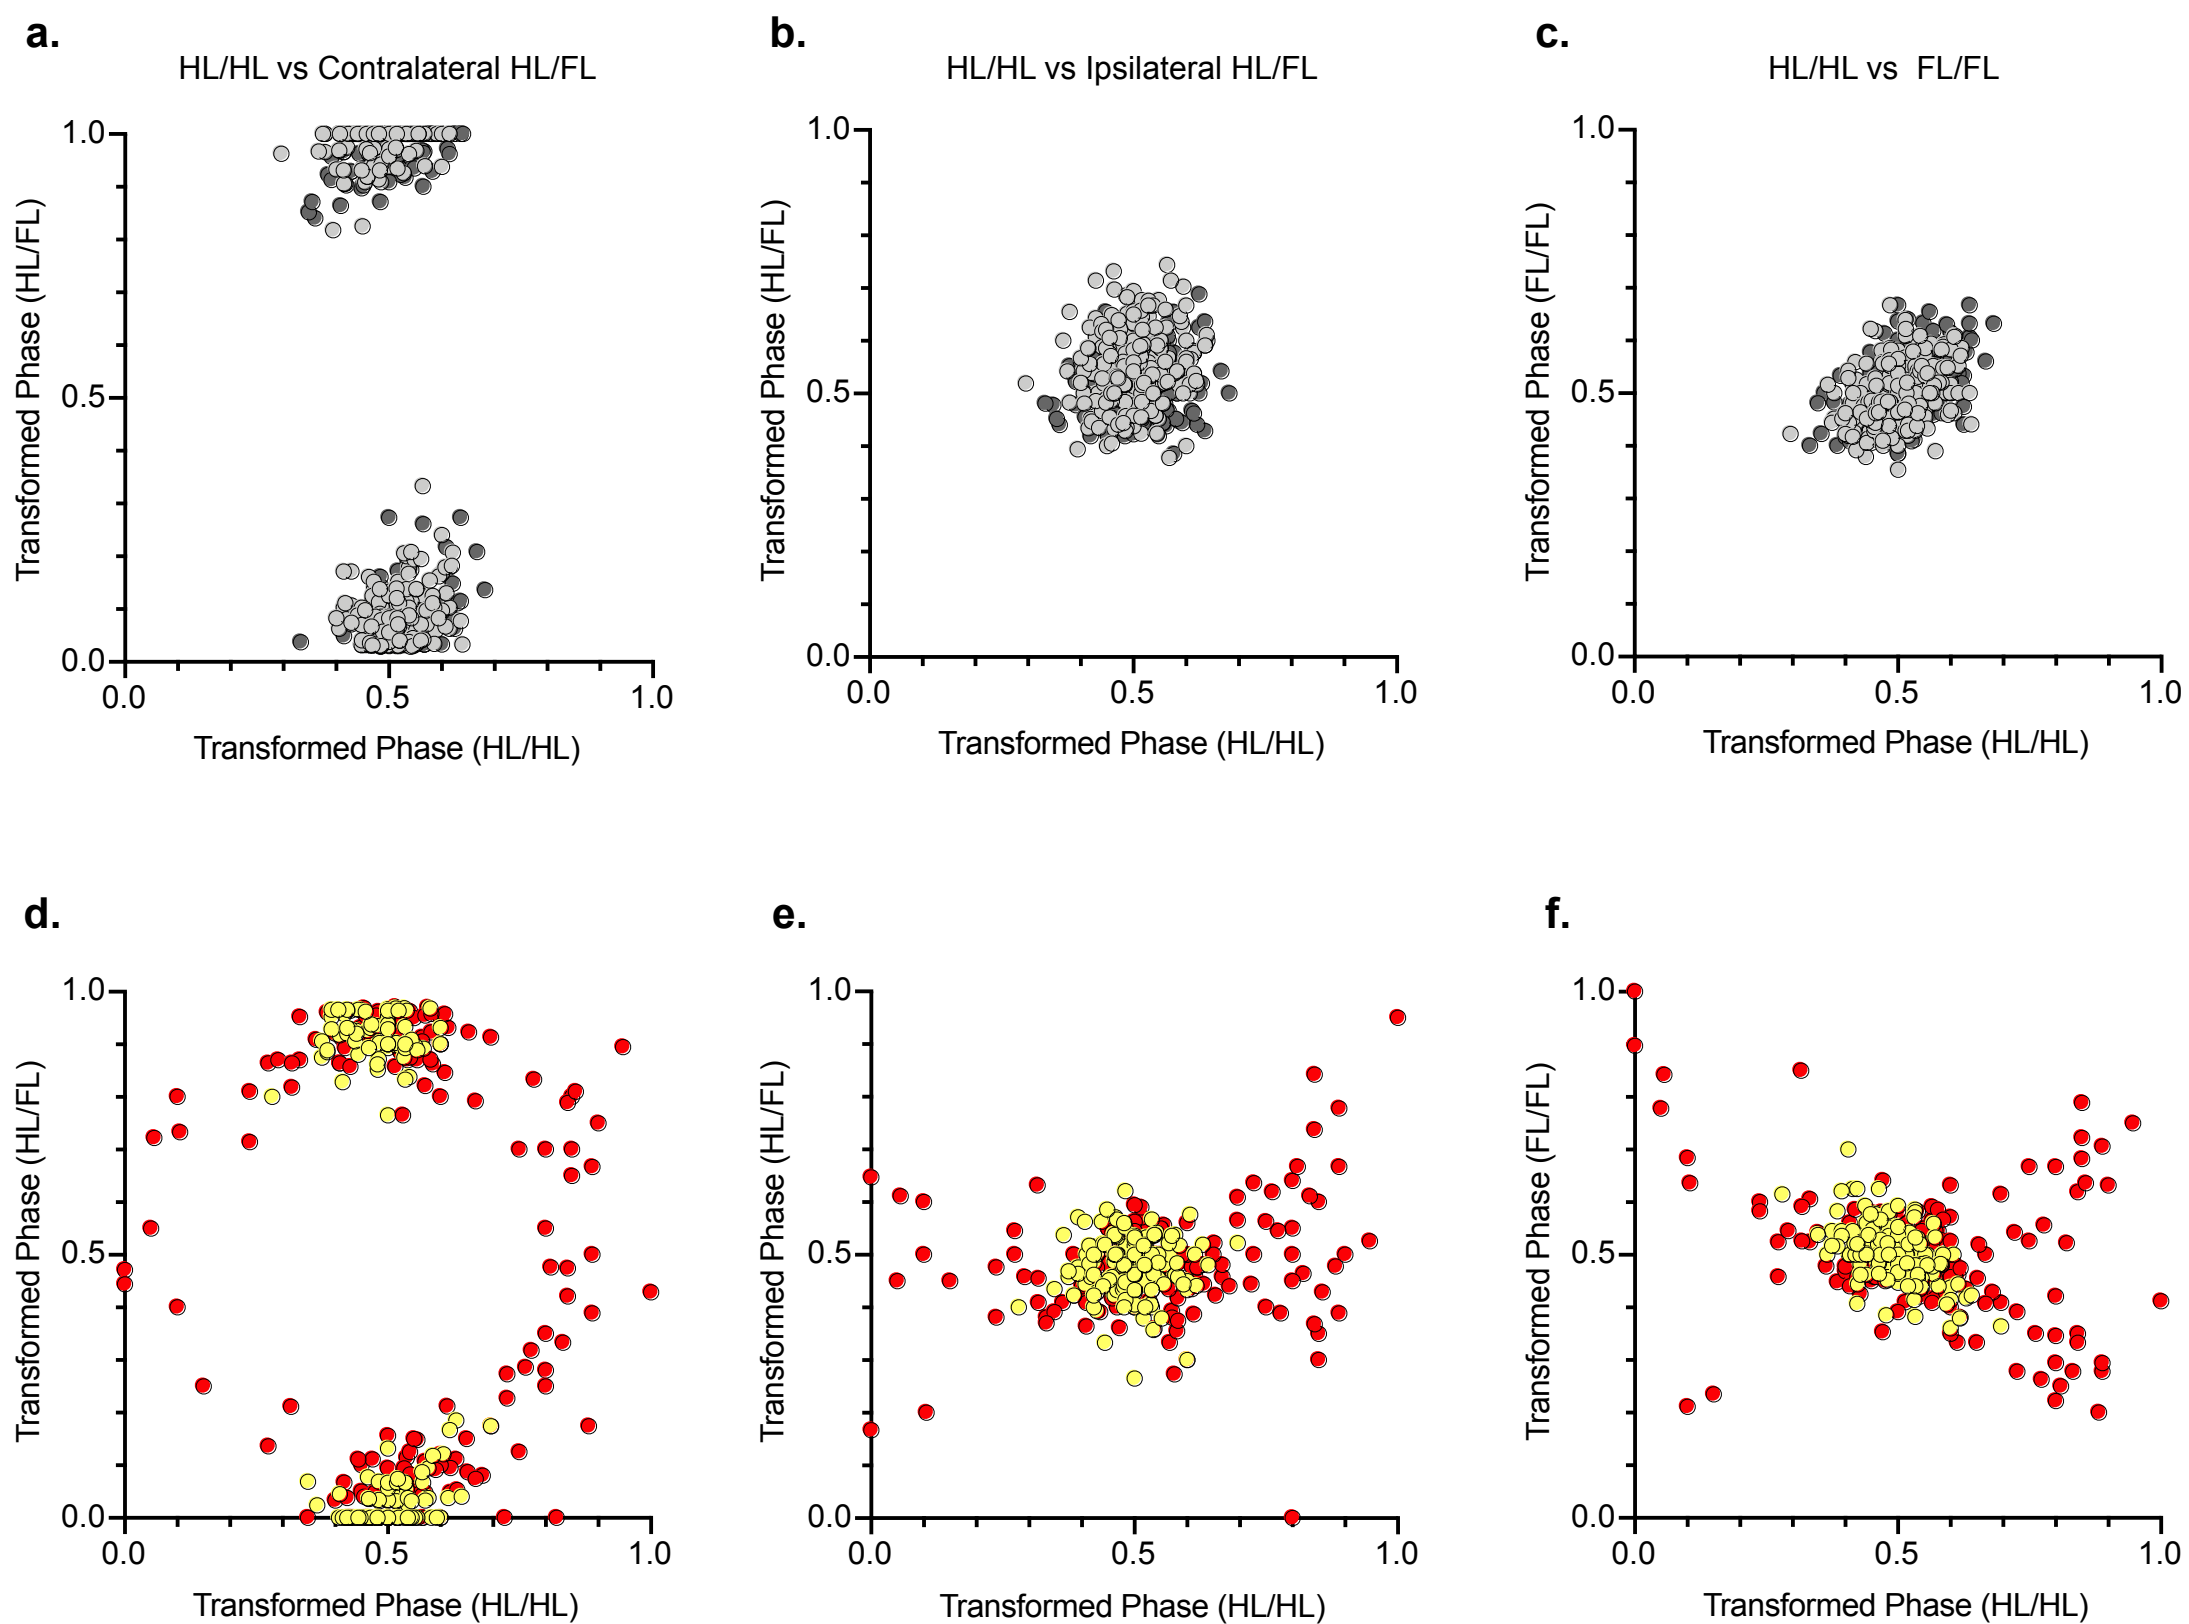 a.
HL/HL vs Contralateral HL/FL
1.0
0.5
0.0
Transformed Phase (HL/FL)
0.0 0.5 1.0
Transformed Phase (HL/HL)
b.
HL/HL vs Ipsilateral HL/FL
1.0
0.5
0.0
Transformed Phase (HL/FL)
0.0 0.5 1.0
Transformed Phase (HL/HL)
c.
HL/HL vs FL/FL
1.0
0.5
0.0
Transformed Phase (FL/FL)
0.0 0.5 1.0
Transformed Phase (HL/HL)
d.
1.0
0.5
0.0
Transformed Phase (HL/FL)
0.0 0.5 1.0
Transformed Phase (HL/HL)
e.
1.0
0.5
0.0
Transformed Phase (HL/FL)
0.0 0.5 1.0
Transformed Phase (HL/HL)
f.
1.0
0.5
0.0
Transformed Phase (FL/FL)
0.0 0.5 1.0
Transformed Phase (HL/HL)